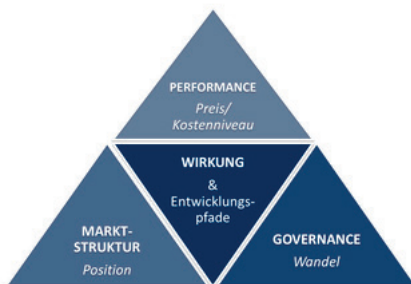 PERFORMANCE
Preis/
Kostenniveau
WIRKUNG
&
Entwicklungs-
pfade
MARKT-
STRUKTUR
Position
GOVERNANCE
Wandel